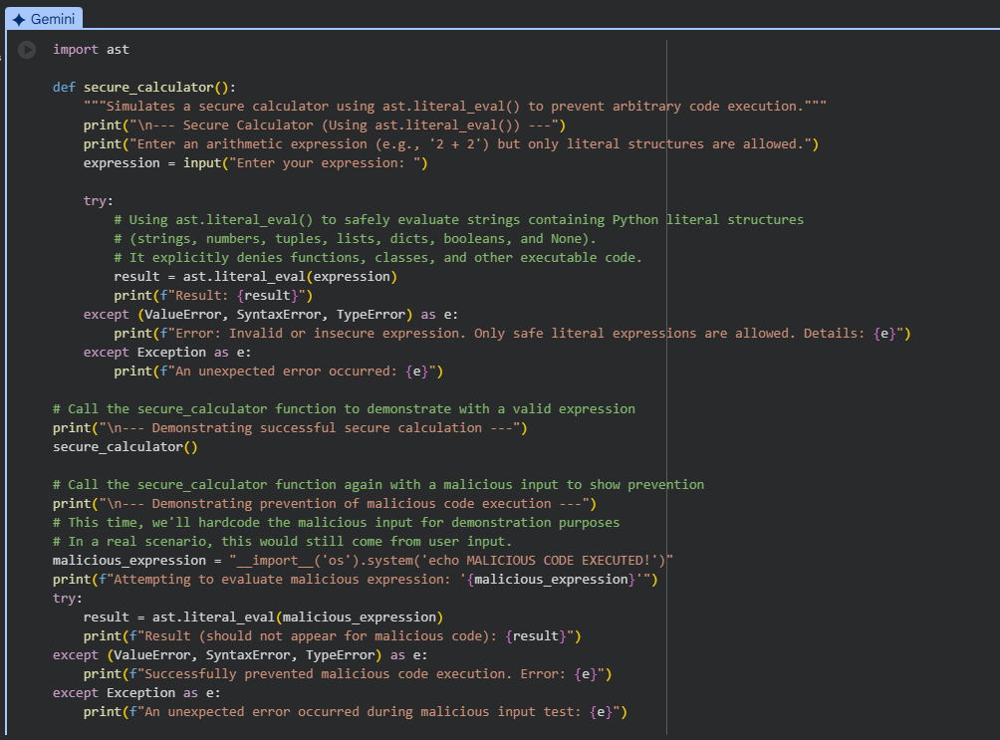 Gemini
import ast
def secure_calculator():
"""Simulates a secure calculator using ast.literal_eval() to prevent arbitrary code execution."""
print("\n--- Secure Calculator (Using ast.literal_eval()) ---")
print("Enter an arithmetic expression (e.g., '2 + 2') but only literal structures are allowed.")
expression = input("Enter your expression: ")
try:
# Using ast.literal_eval() to safely evaluate strings containing Python literal structures
# (strings, numbers, tuples, lists, dicts, booleans, and None).
# It explicitly denies functions, classes, and other executable code.
result = ast.literal_eval(expression)
print(f"Result: {result}")
except (ValueError, SyntaxError, TypeError) as e:
print(f"Error: Invalid or insecure expression. Only safe literal expressions are allowed. Details: {e}")
except Exception as e:
print(f"An unexpected error occurred: {e}")
# Call the secure_calculator function to demonstrate with a valid expression
print("\n--- Demonstrating successful secure calculation ---")
secure_calculator()
# Call the secure_calculator function again with a malicious input to show prevention
print("\n--- Demonstrating prevention of malicious code execution ---")
# This time, we'll hardcode the malicious input for demonstration purposes
# In a real scenario, this would still come from user input.
malicious_expression = "__import__('os').system('echo MALICIOUS CODE EXECUTED!')"
print(f"Attempting to evaluate malicious expression: '{malicious_expression}'")
try:
result = ast.literal_eval(malicious_expression)
print(f"Result (should not appear for malicious code): {result}")
except (ValueError, SyntaxError, TypeError) as e:
print(f"Successfully prevented malicious code execution. Error: {e}")
except Exception as e:
print(f"An unexpected error occurred during malicious input test: {e}")